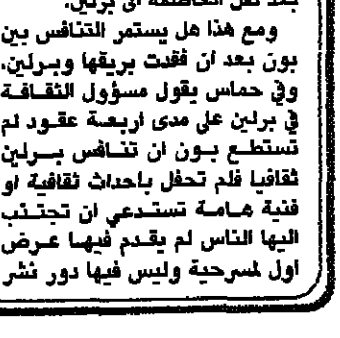 بعد نقل العاصمة الى برلين.
ومع هذا هل يستمر التنافس بين
بون بعد ان فقدت بريقها وبرلين.
وفي حماس يقول مسؤول الثقافة
في برلين على مدى اربعة عقود لم
تستطع بون ان تنافس برلين
ثقافيا فلم تحفل باحداث ثقافية او
فنية هامة تستدعي ان تجتذب
اليها الناس لم يقدم فيها عرض
اول لمسرحية وليس فيها دور نشر